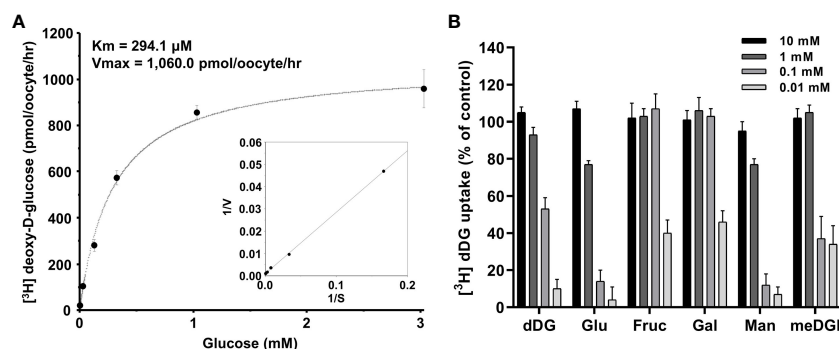 A
Km = 294.1 µM
Vmax = 1,060.0 pmol/oocyte/hr
[³H] deoxy-D-glucose (pmol/oocyte/hr)
1200
1000
800
600
400
200
0
0
1
2
3
Glucose (mM)
0.06
0.05
0.04
0.03
0.02
0.01
0.00
1/V
0.0
0.1
0.2
1/S
B
10 mM
1 mM
0.1 mM
0.01 mM
[³H] dDG uptake (% of control)
140
120
100
80
60
40
20
0
dDG Glu Fruc Gal Man